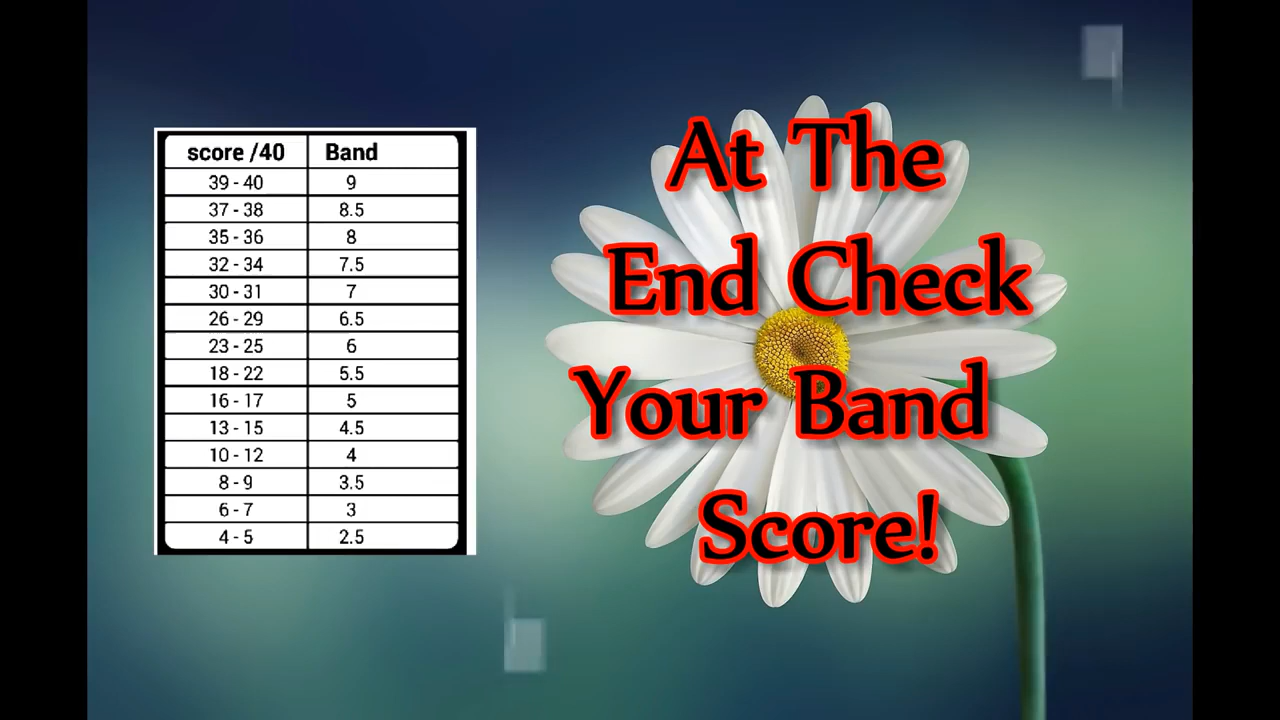 score /40 Band
39 - 40 9
37 - 38 8.5
35 - 36 8
32 - 34 7.5
30 - 31 7
26 - 29 6.5
23 - 25 6
18 - 22 5.5
16 - 17 5
13 - 15 4.5
10 - 12 4
8 - 9 3.5
6 - 7 3
4 - 5 2.5
At The
End Check
Your Band
Score!